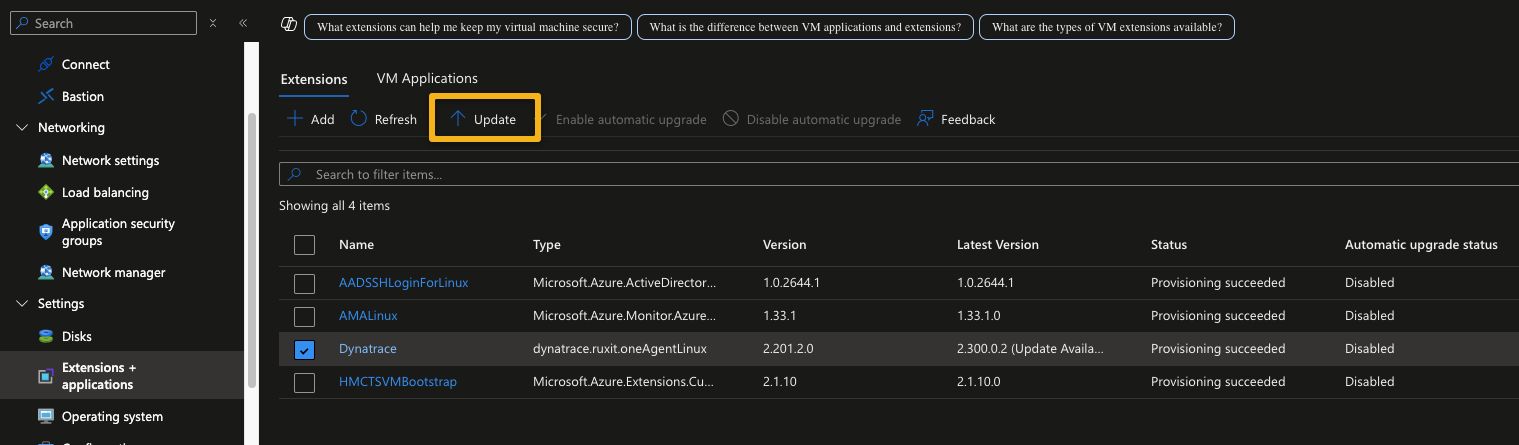 Search
What extensions can help me keep my virtual machine secure?
What is the difference between VM applications and extensions?
What are the types of VM extensions available?
Connect
Bastion
Networking
Network settings
Load balancing
Application security
groups
Network manager
Settings
Disks
Extensions +
applications
Operating system
Extensions VM Applications
Add Refresh Update Enable automatic upgrade Disable automatic upgrade Feedback
Search to filter items...
Showing all 4 items
Name Type Version Latest Version Status Automatic upgrade status
AADSSHLoginForLinux Microsoft.Azure.ActiveDirector... 1.0.2644.1 1.0.2644.1 Provisioning succeeded Disabled
AMALinux Microsoft.Azure.Monitor.Azure... 1.33.1 1.33.1.0 Provisioning succeeded Disabled
Dynatrace dynatrace.ruxit.oneAgentLinux 2.201.2.0 2.300.0.2 (Update Availa... Provisioning succeeded Disabled
HMCTSVMBootstrap Microsoft.Azure.Extensions.Cu... 2.1.10 2.1.10.0 Provisioning succeeded Disabled